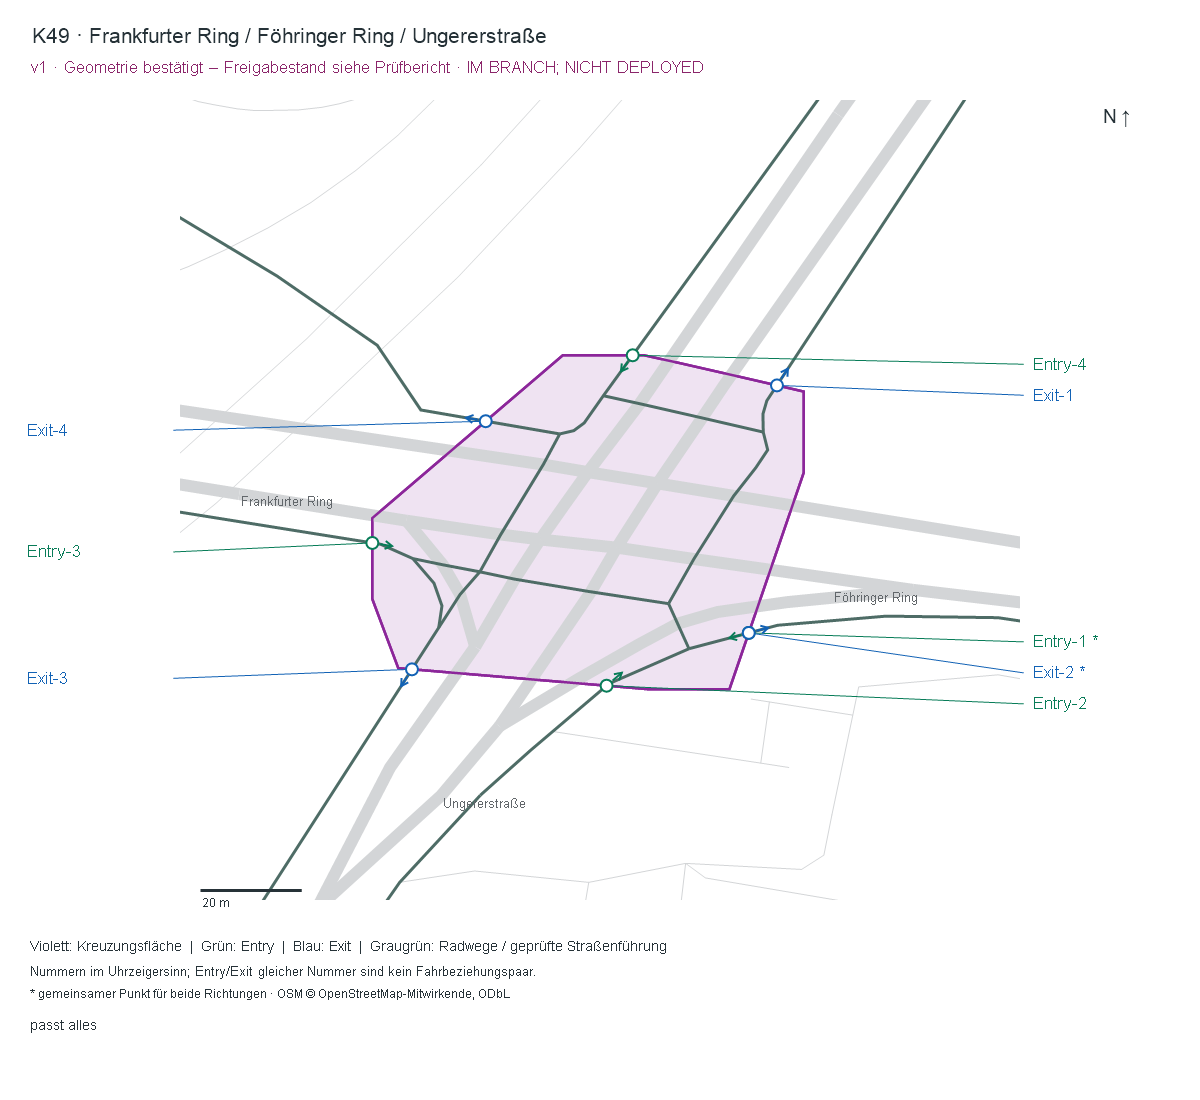 K49 · Frankfurter Ring / Föhringer Ring / Ungererstraße
v1 · Geometrie bestätigt – Freigabestand siehe Prüfbericht · IM BRANCH; NICHT DEPLOYED
N ↑
Entry-4
Exit-1
Exit-4
Frankfurter Ring
Entry-3
Föhringer Ring
Entry-1 *
Exit-2 *
Exit-3
Entry-2
Ungererstraße
20 m
Violett: Kreuzungsfläche | Grün: Entry | Blau: Exit | Graugrün: Radwege / geprüfte Straßenführung
Nummern im Uhrzeigersinn; Entry/Exit gleicher Nummer sind kein Fahrbeziehungspaar.
* gemeinsamer Punkt für beide Richtungen · OSM © OpenStreetMap-Mitwirkende, ODbL
passt alles